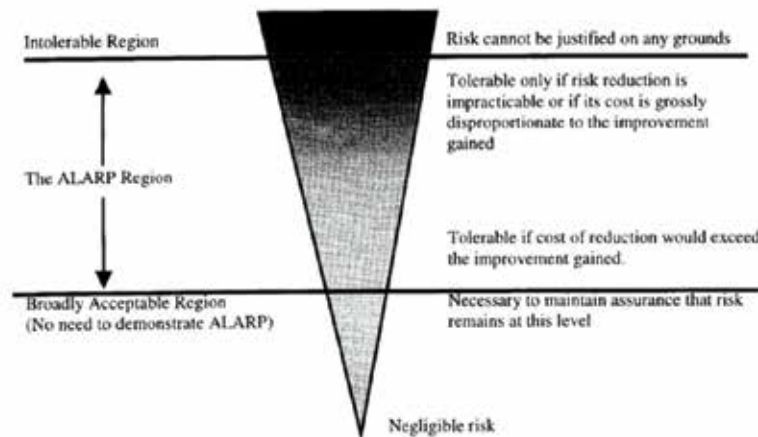 Intolerable Region
Risk cannot be justified on any grounds
Tolerable only if risk reduction is
impracticable or if its cost is grossly
disproportionate to the improvement
gained
The ALARP Region
Tolerable if cost of reduction would exceed
the improvement gained.
Broadly Acceptable Region
(No need to demonstrate ALARP)
Necessary to maintain assurance that risk
remains at this level
Negligible risk